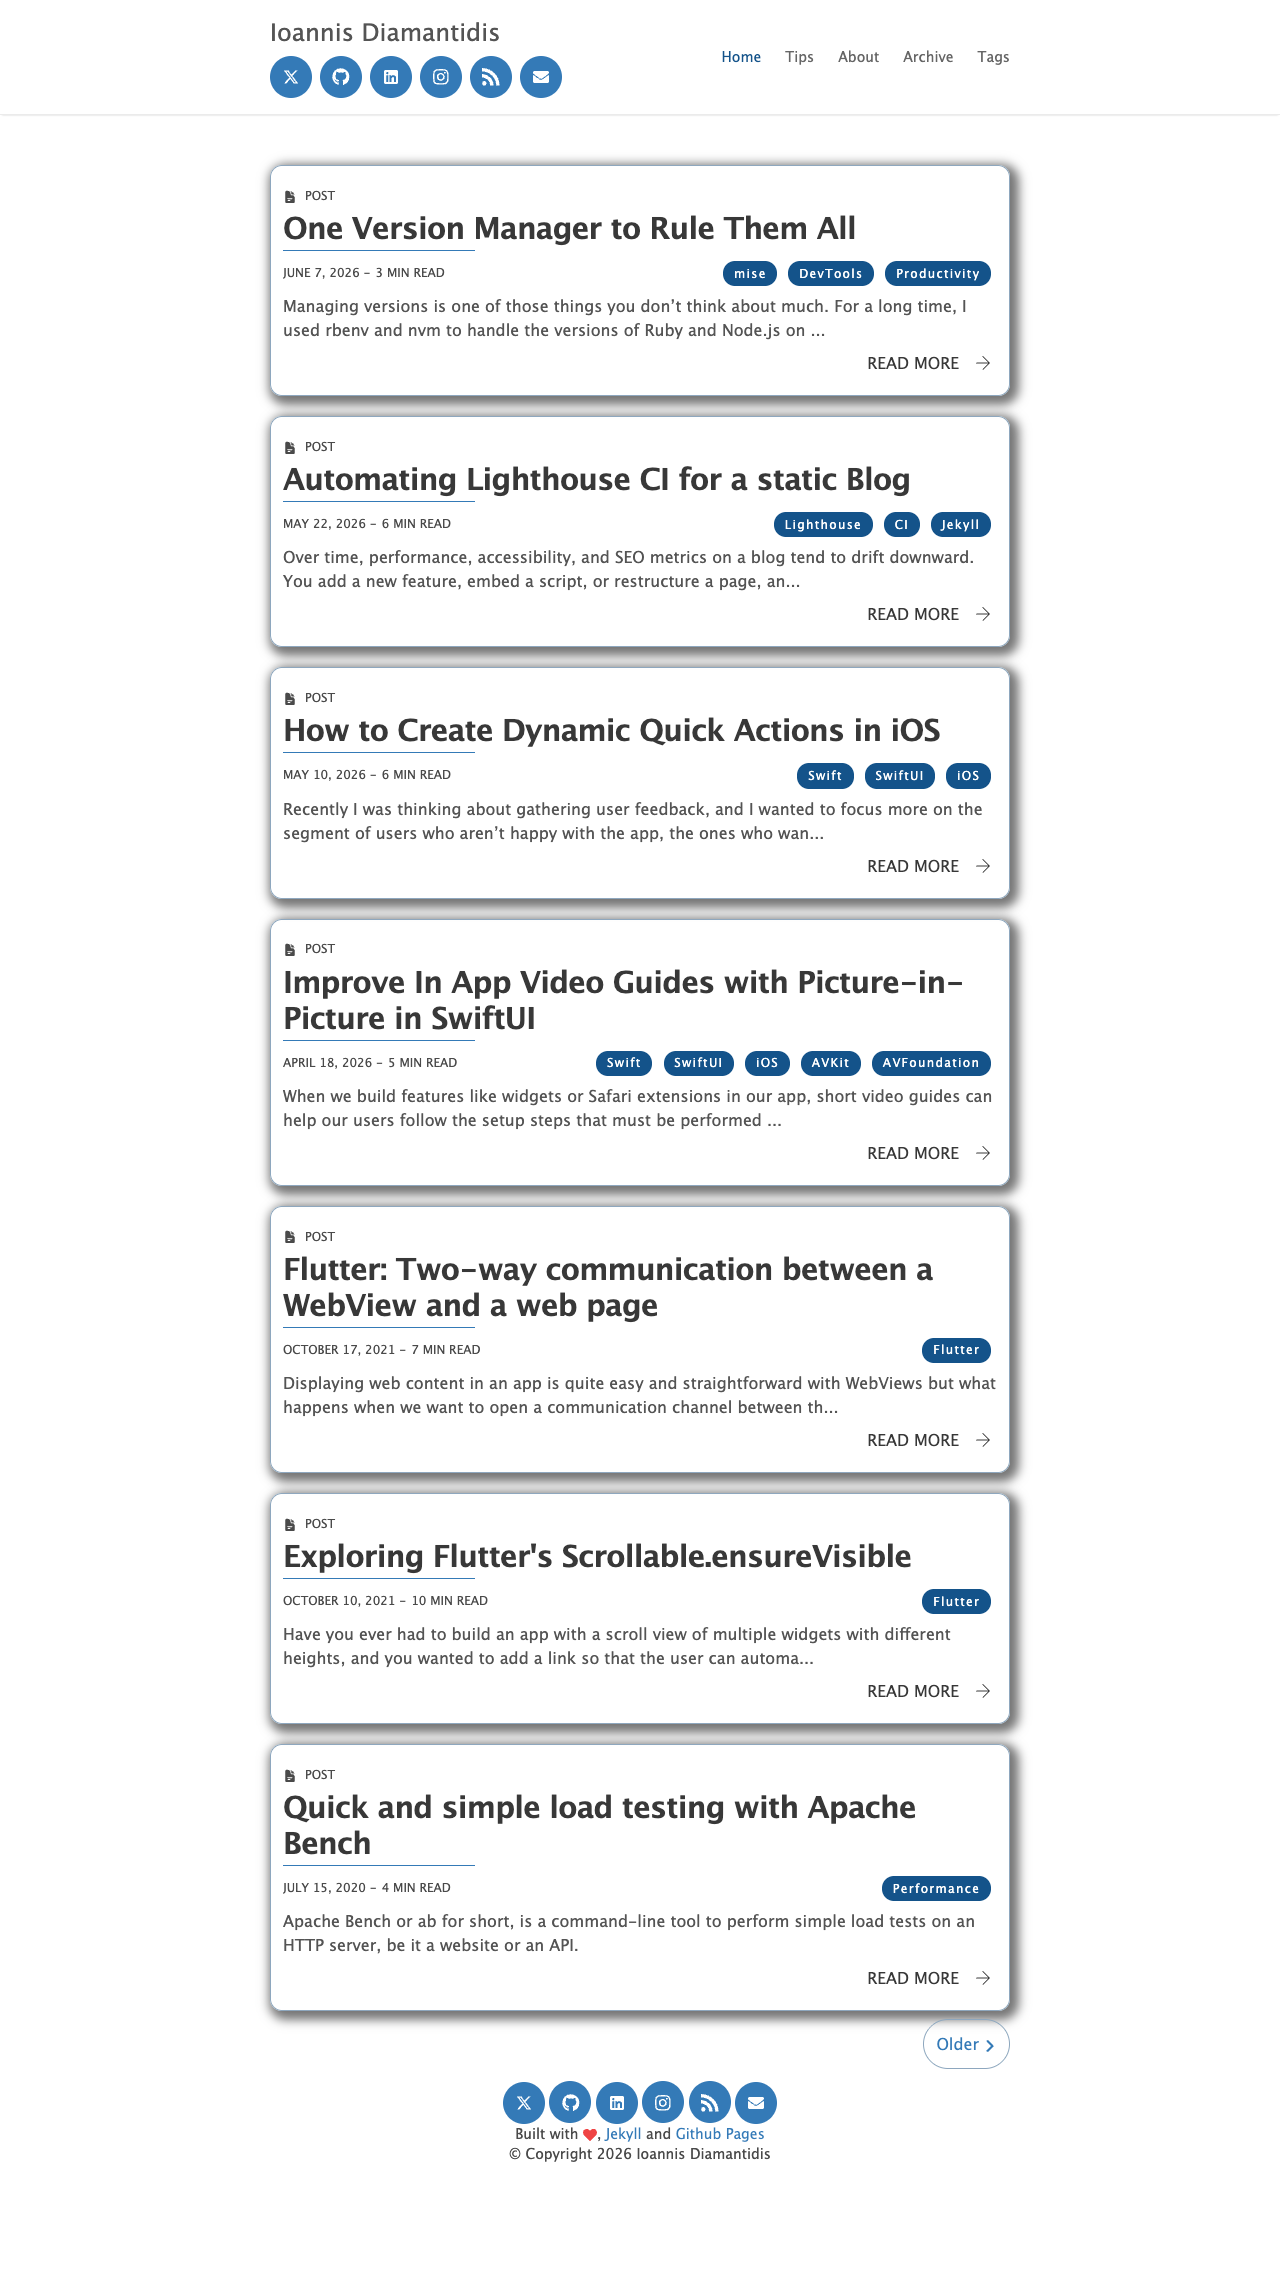 Ioannis Diamantidis
Home Tips About Archive Tags
POST
One Version Manager to Rule Them All
JUNE 7, 2026 - 3 MIN READ
mise DevTools Productivity
Managing versions is one of those things you don’t think about much. For a long time, I
used rbenv and nvm to handle the versions of Ruby and Node.js on ...
READ MORE
POST
Automating Lighthouse CI for a static Blog
MAY 22, 2026 - 6 MIN READ
Lighthouse CI Jekyll
Over time, performance, accessibility, and SEO metrics on a blog tend to drift downward.
You add a new feature, embed a script, or restructure a page, an...
READ MORE
POST
How to Create Dynamic Quick Actions in iOS
MAY 10, 2026 - 6 MIN READ
Swift SwiftUI iOS
Recently I was thinking about gathering user feedback, and I wanted to focus more on the
segment of users who aren’t happy with the app, the ones who wan...
READ MORE
POST
Improve In App Video Guides with Picture-in-
Picture in SwiftUI
APRIL 18, 2026 - 5 MIN READ
Swift SwiftUI iOS AVKit AVFoundation
When we build features like widgets or Safari extensions in our app, short video guides can
help our users follow the setup steps that must be performed ...
READ MORE
POST
Flutter: Two-way communication between a
WebView and a web page
OCTOBER 17, 2021 - 7 MIN READ
Flutter
Displaying web content in an app is quite easy and straightforward with WebViews but what
happens when we want to open a communication channel between th...
READ MORE
POST
Exploring Flutter's Scrollable.ensureVisible
OCTOBER 10, 2021 - 10 MIN READ
Flutter
Have you ever had to build an app with a scroll view of multiple widgets with different
heights, and you wanted to add a link so that the user can automa...
READ MORE
POST
Quick and simple load testing with Apache
Bench
JULY 15, 2020 - 4 MIN READ
Performance
Apache Bench or ab for short, is a command-line tool to perform simple load tests on an
HTTP server, be it a website or an API.
READ MORE
Older
Built with ❤, Jekyll and Github Pages
© Copyright 2026 Ioannis Diamantidis